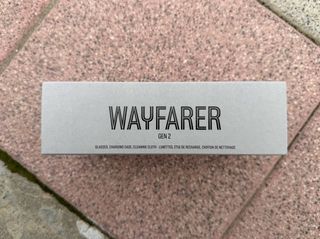 WAYFARER
GEN 2
GLASSES, CHARGING CASE, CLEANING CLOTH - LUNETTES, ÉTUI DE RECHARGE, CHIFFON DE NETTOYAGE